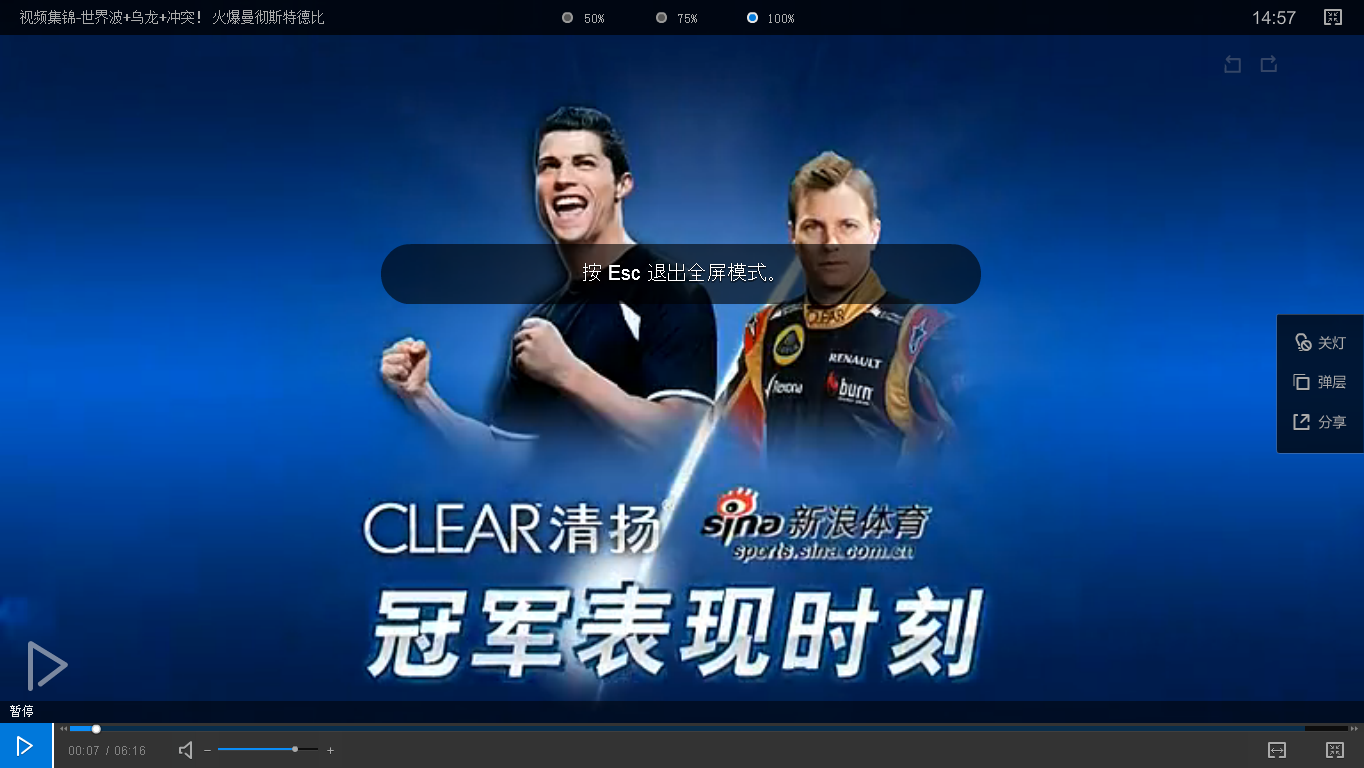 视频集锦-世界波+乌龙+冲突！火爆曼彻斯特德比
50%
75%
100%
14:57
按 Esc 退出全屏模式。
CLEAR
RENAULT
Rexona
burn
关灯
弹层
分享
CLEAR清扬
sina新浪体育
sports.sina.com.cn
冠军表现时刻
暂停
00:07 / 06:16